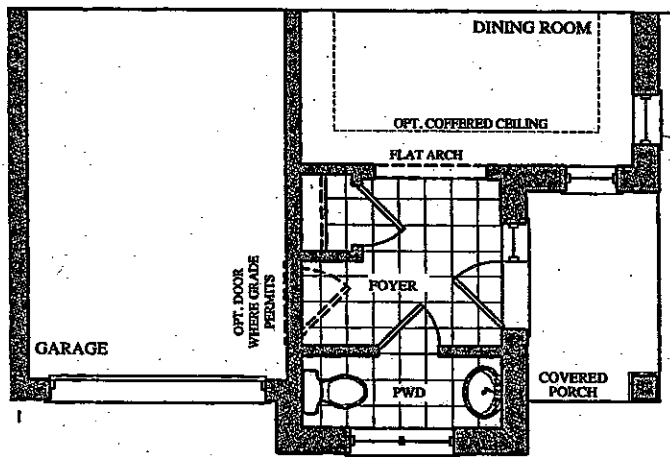 DINING ROOM
OPT. COFFERED CEILING
FLAT ARCH
OPT. DOOR
WHERE GRADE
PERMITS
FOYER
GARAGE
PWD
COVERED
PORCH